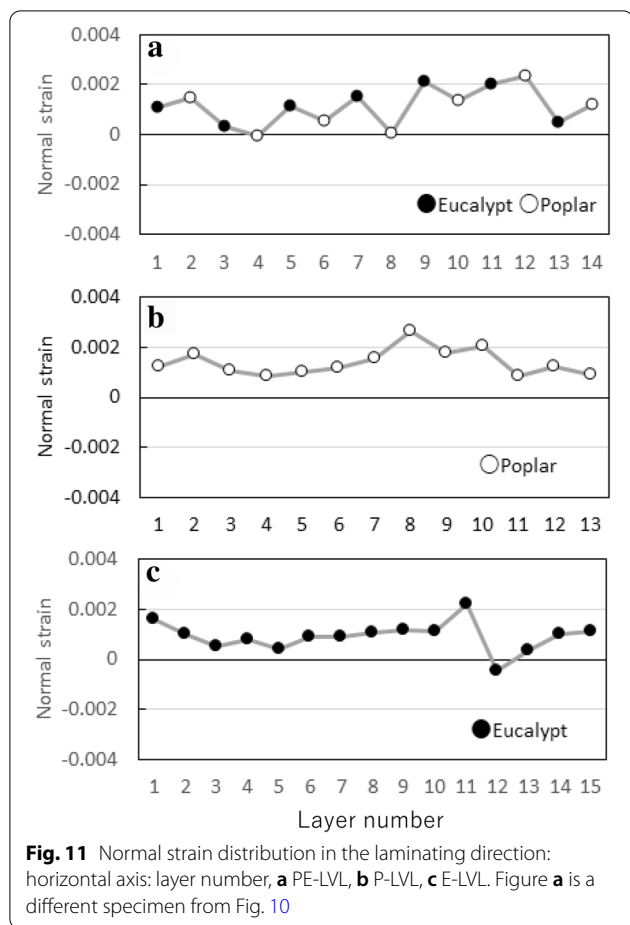 a
0.004
0.002
0
-0.002
-0.004
Normal strain
Eucalypt Poplar
1 2 3 4 5 6 7 8 9 10 11 12 13 14
b
0.004
0.002
0
-0.002
-0.004
Normal strain
Poplar
1 2 3 4 5 6 7 8 9 10 11 12 13
c
0.004
0.002
0
-0.002
-0.004
Normal strain
Eucalypt
1 2 3 4 5 6 7 8 9 10 11 12 13 14 15
Layer number
Fig. 11 Normal strain distribution in the laminating direction:
horizontal axis: layer number, a PE-LVL, b P-LVL, c E-LVL. Figure a is a
different specimen from Fig. 10